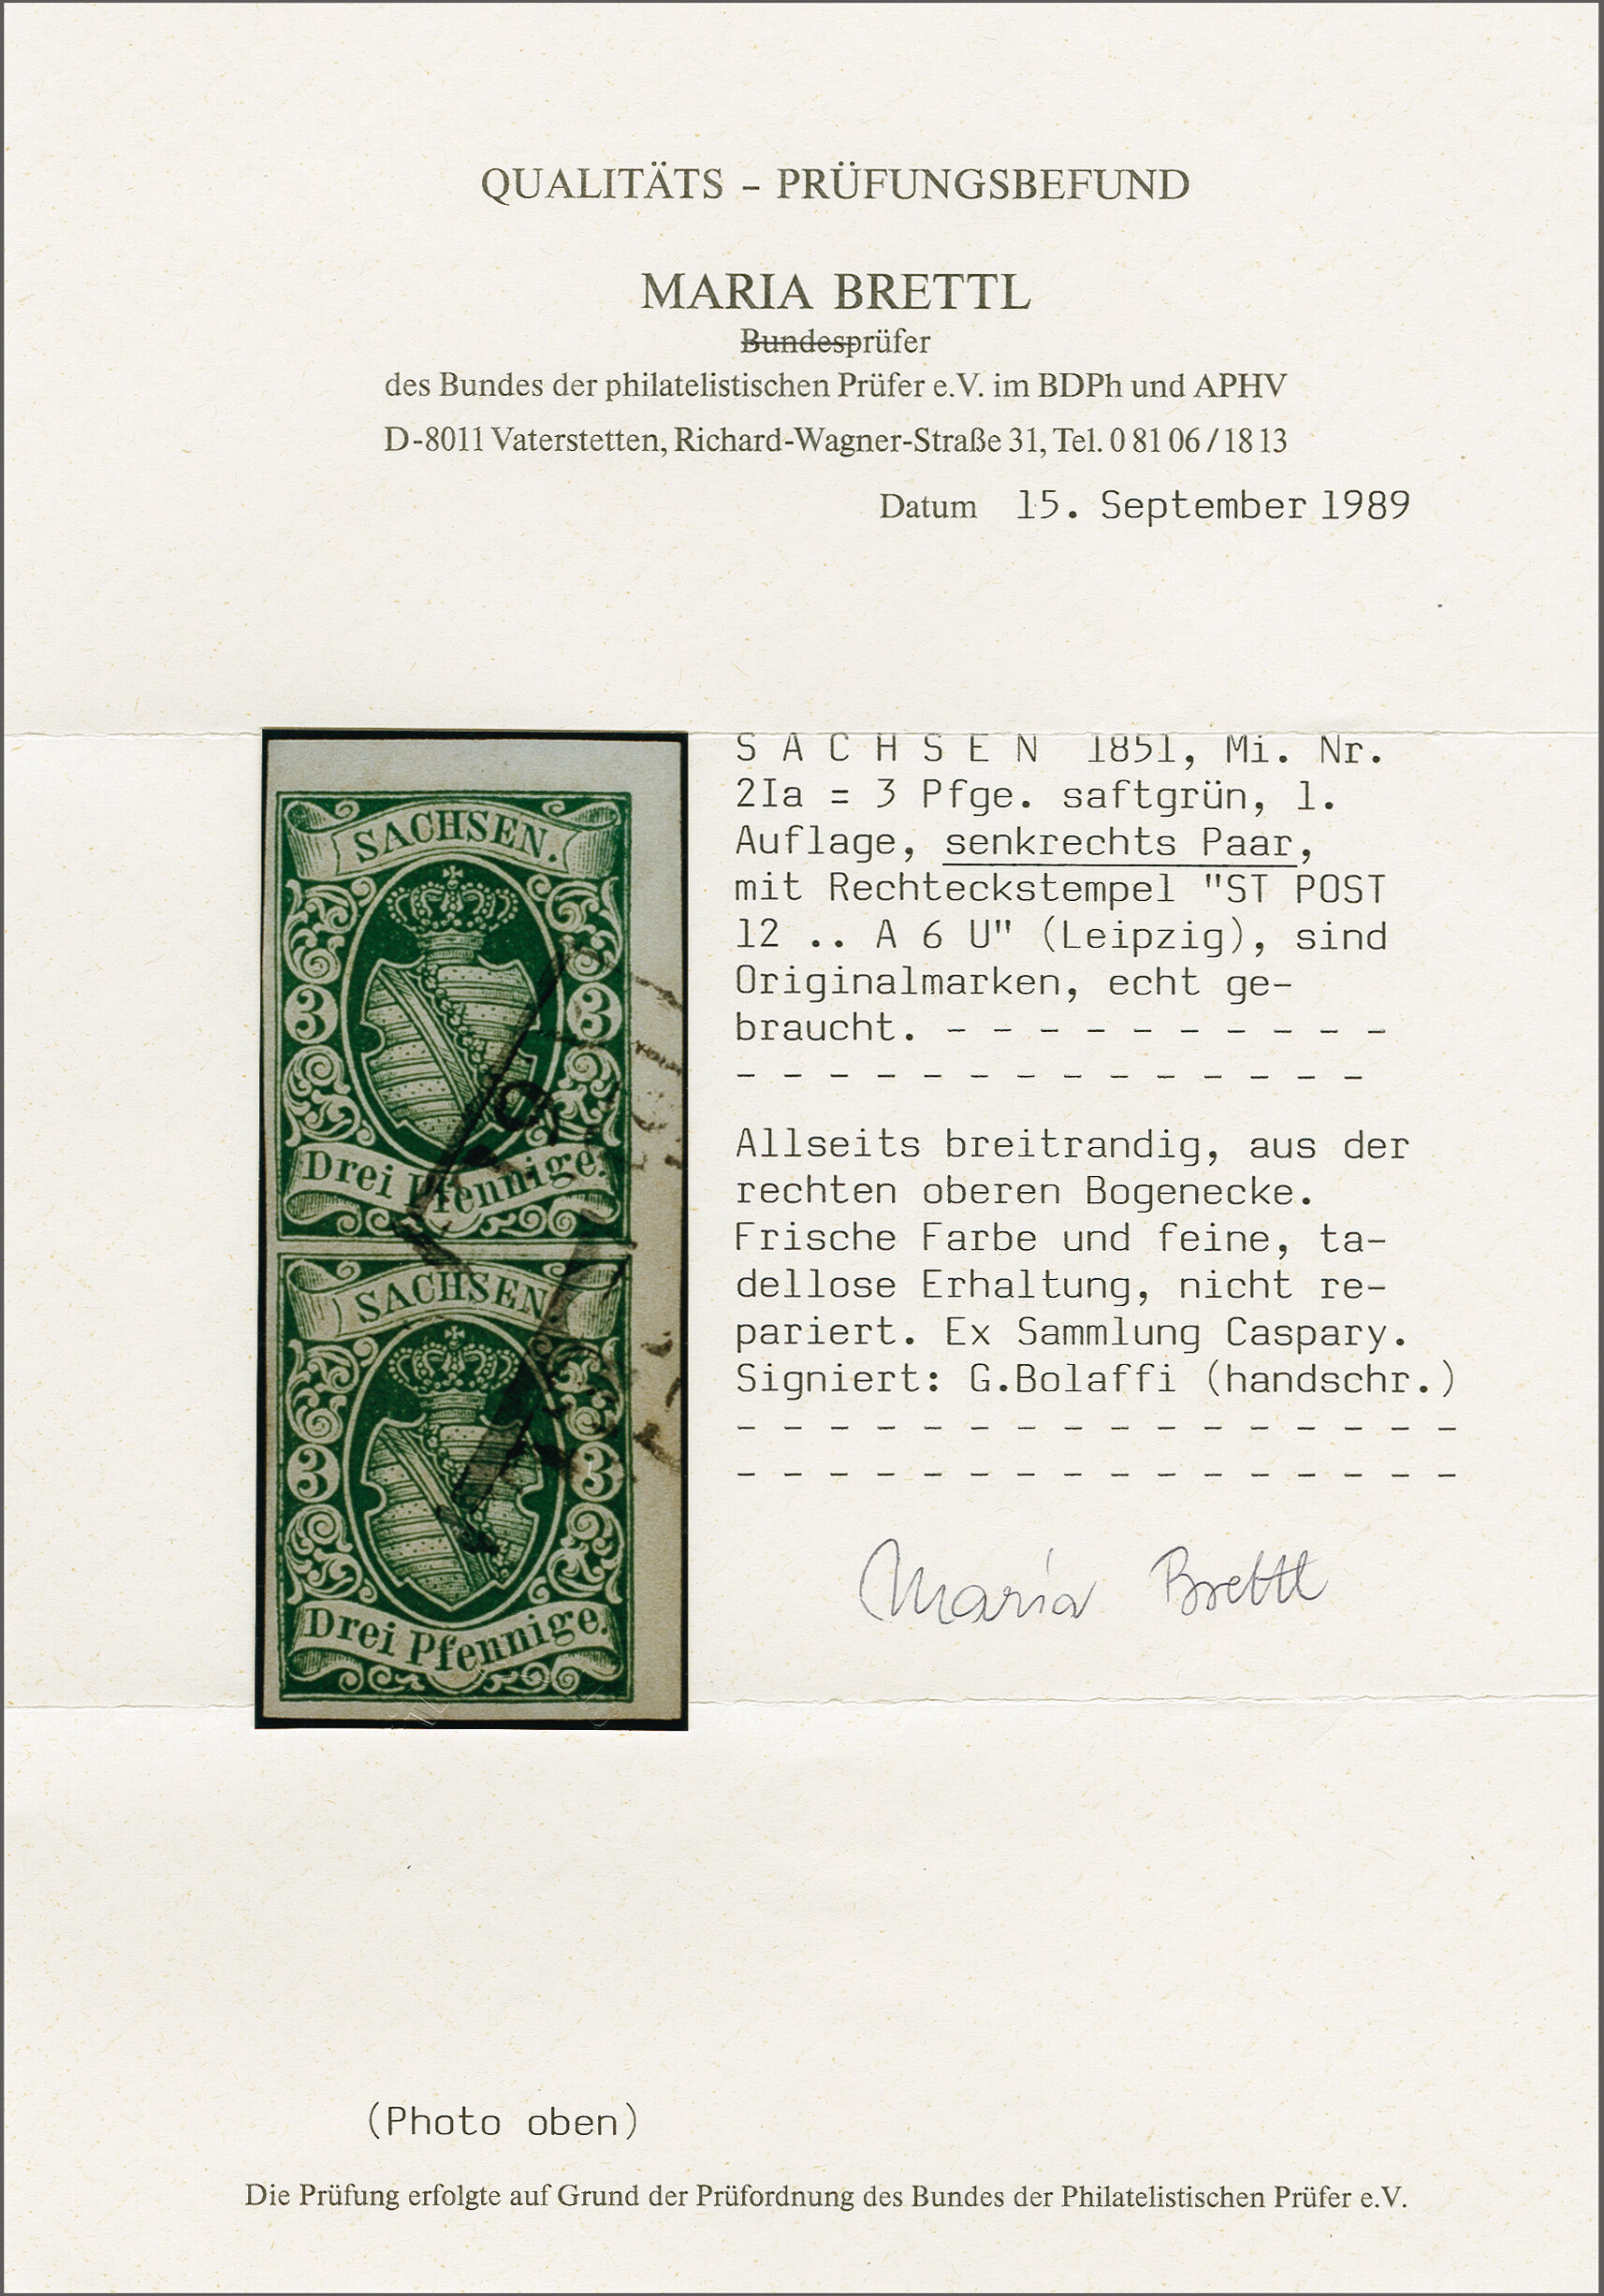 QUALITÄTS – PRÜFUNGSBEFUND
MARIA BRETTL
Bundesprüfer
des Bundes der philatelistischen Prüfer e.V. im BDPh und APHV
D-8011 Vaterstetten, Richard-Wagner-Straße 31, Tel. 0 81 06 / 18 13
Datum 15. September 1989
SACHSEN.
3 3
Drei Pfennige.
SACHSEN
3 3
Drei Pfennige.
S A C H S E N 1851, Mi. Nr.
2Ia = 3 Pfge. saftgrün, 1.
Auflage, senkrechts Paar,
mit Rechteckstempel "ST POST
12 .. A 6 U" (Leipzig), sind
Originalmarken, echt ge-
braucht. - - - - - - - - - -
- - - - - - - - - - - - - -
Allseits breitrandig, aus der
rechten oberen Bogenecke.
Frische Farbe und feine, ta-
dellose Erhaltung, nicht re-
pariert. Ex Sammlung Caspary.
Signiert: G.Bolaffi (handschr.)
- - - - - - - - - - - - - - - -
- - - - - - - - - - - - - - - -
Maria Brettl
(Photo oben)
Die Prüfung erfolgte auf Grund der Prüfordnung des Bundes der Philatelistischen Prüfer e.V.